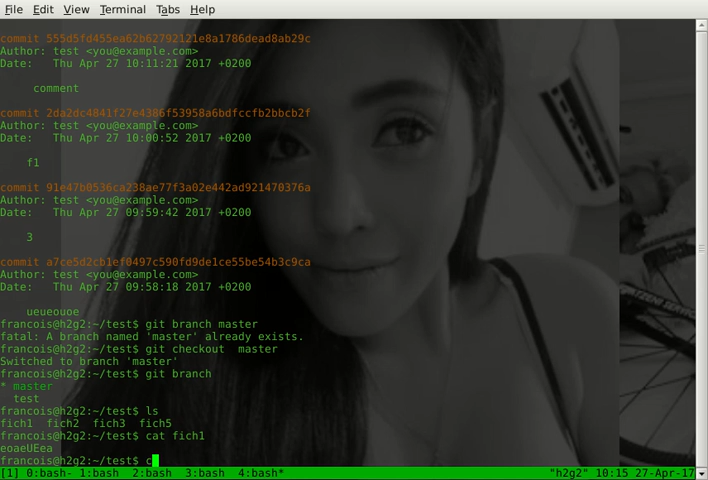 File Edit View Terminal Tabs Help
commit 555d5fd455ea62b62792121e8a1786dead8ab29c
Author: test <you@example.com>
Date: Thu Apr 27 10:11:21 2017 +0200
comment
commit 2da2dc4841f27e4386f53958a6bdfccfb2bbcb2f
Author: test <you@example.com>
Date: Thu Apr 27 10:00:52 2017 +0200
f1
commit 91e47b0536ca238ae77f3a02e442ad921470376a
Author: test <you@example.com>
Date: Thu Apr 27 09:59:42 2017 +0200
3
commit a7ce5d2cb1ef0497c590fd9de1ce55be54b3c9ca
Author: test <you@example.com>
Date: Thu Apr 27 09:58:18 2017 +0200
ueueouoe
francois@h2g2:~/test$ git branch master
fatal: A branch named 'master' already exists.
francois@h2g2:~/test$ git checkout master
Switched to branch 'master'
francois@h2g2:~/test$ git branch
* master
test
francois@h2g2:~/test$ ls
fich1 fich2 fich3 fich5
francois@h2g2:~/test$ cat fich1
eoaeUEea
francois@h2g2:~/test$ c
[1] 0:bash- 1:bash 2:bash 3:bash 4:bash* "h2g2" 10:15 27-Apr-17